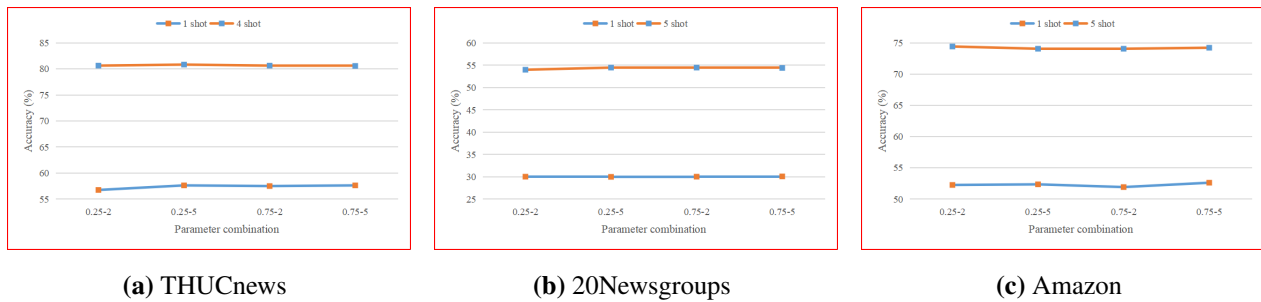 1 shot 4 shot
85
80
75
70
65
60
55
Accuracy (%)
0.25-2 0.25-5 0.75-2 0.75-5
Parameter combination
(a) THUCnews
1 shot 5 shot
60
55
50
45
40
35
30
25
Accuracy (%)
0.25-2 0.25-5 0.75-2 0.75-5
Parameter combination
(b) 20Newsgroups
1 shot 5 shot
75
70
65
60
55
50
Accuracy (%)
0.25-2 0.25-5 0.75-2 0.75-5
Parameter combination
(c) Amazon